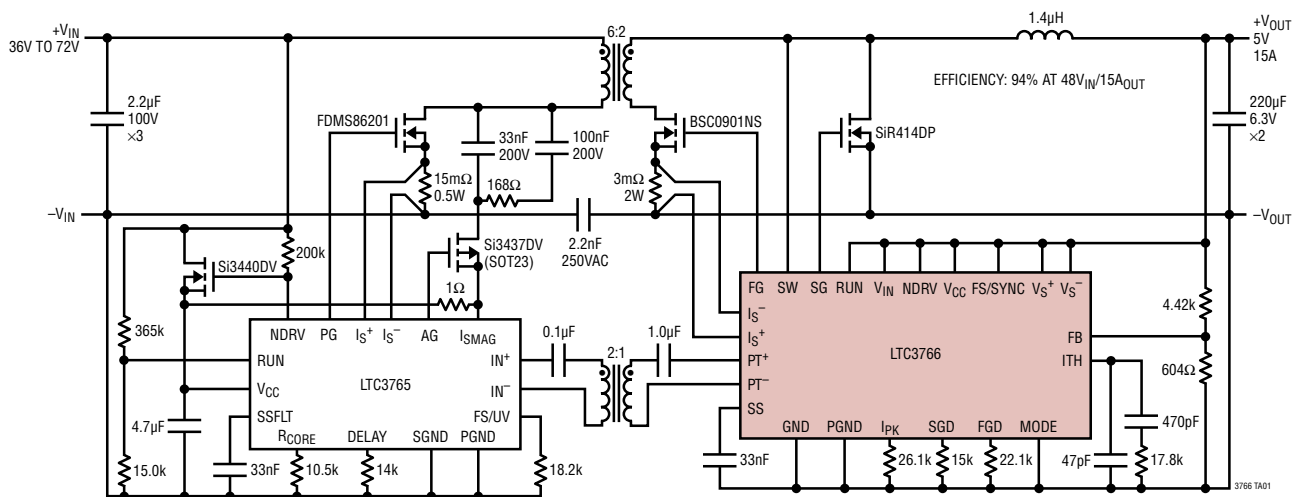 +VIN
36V TO 72V
6:2
1.4µH
+VOUT
5V
15A
EFFICIENCY: 94% AT 48VIN/15AOUT
2.2µF
100V
×3
FDMS86201
33nF
200V
100nF
200V
BSC0901NS
SiR414DP
220µF
6.3V
×2
15mΩ
0.5W
168Ω
3mΩ
2W
–VIN
2.2nF
250VAC
–VOUT
200k
Si3440DV
Si3437DV
(SOT23)
1Ω
365k
NDRV PG IS+ IS– AG ISMAG
RUN
VCC
SSFLT
LTC3765
IN+
IN–
FS/UV
RCORE DELAY SGND PGND
0.1µF
2:1
1.0µF
FG SW SG RUN VIN NDRV VCC FS/SYNC VS+ VS–
IS–
IS+
PT+
PT–
SS
LTC3766
FB
ITH
GND PGND IPK SGD FGD MODE
4.42k
604Ω
4.7µF
15.0k
33nF
10.5k
14k
18.2k
33nF
26.1k
15k
22.1k
47pF
470pF
17.8k
3766 TA01